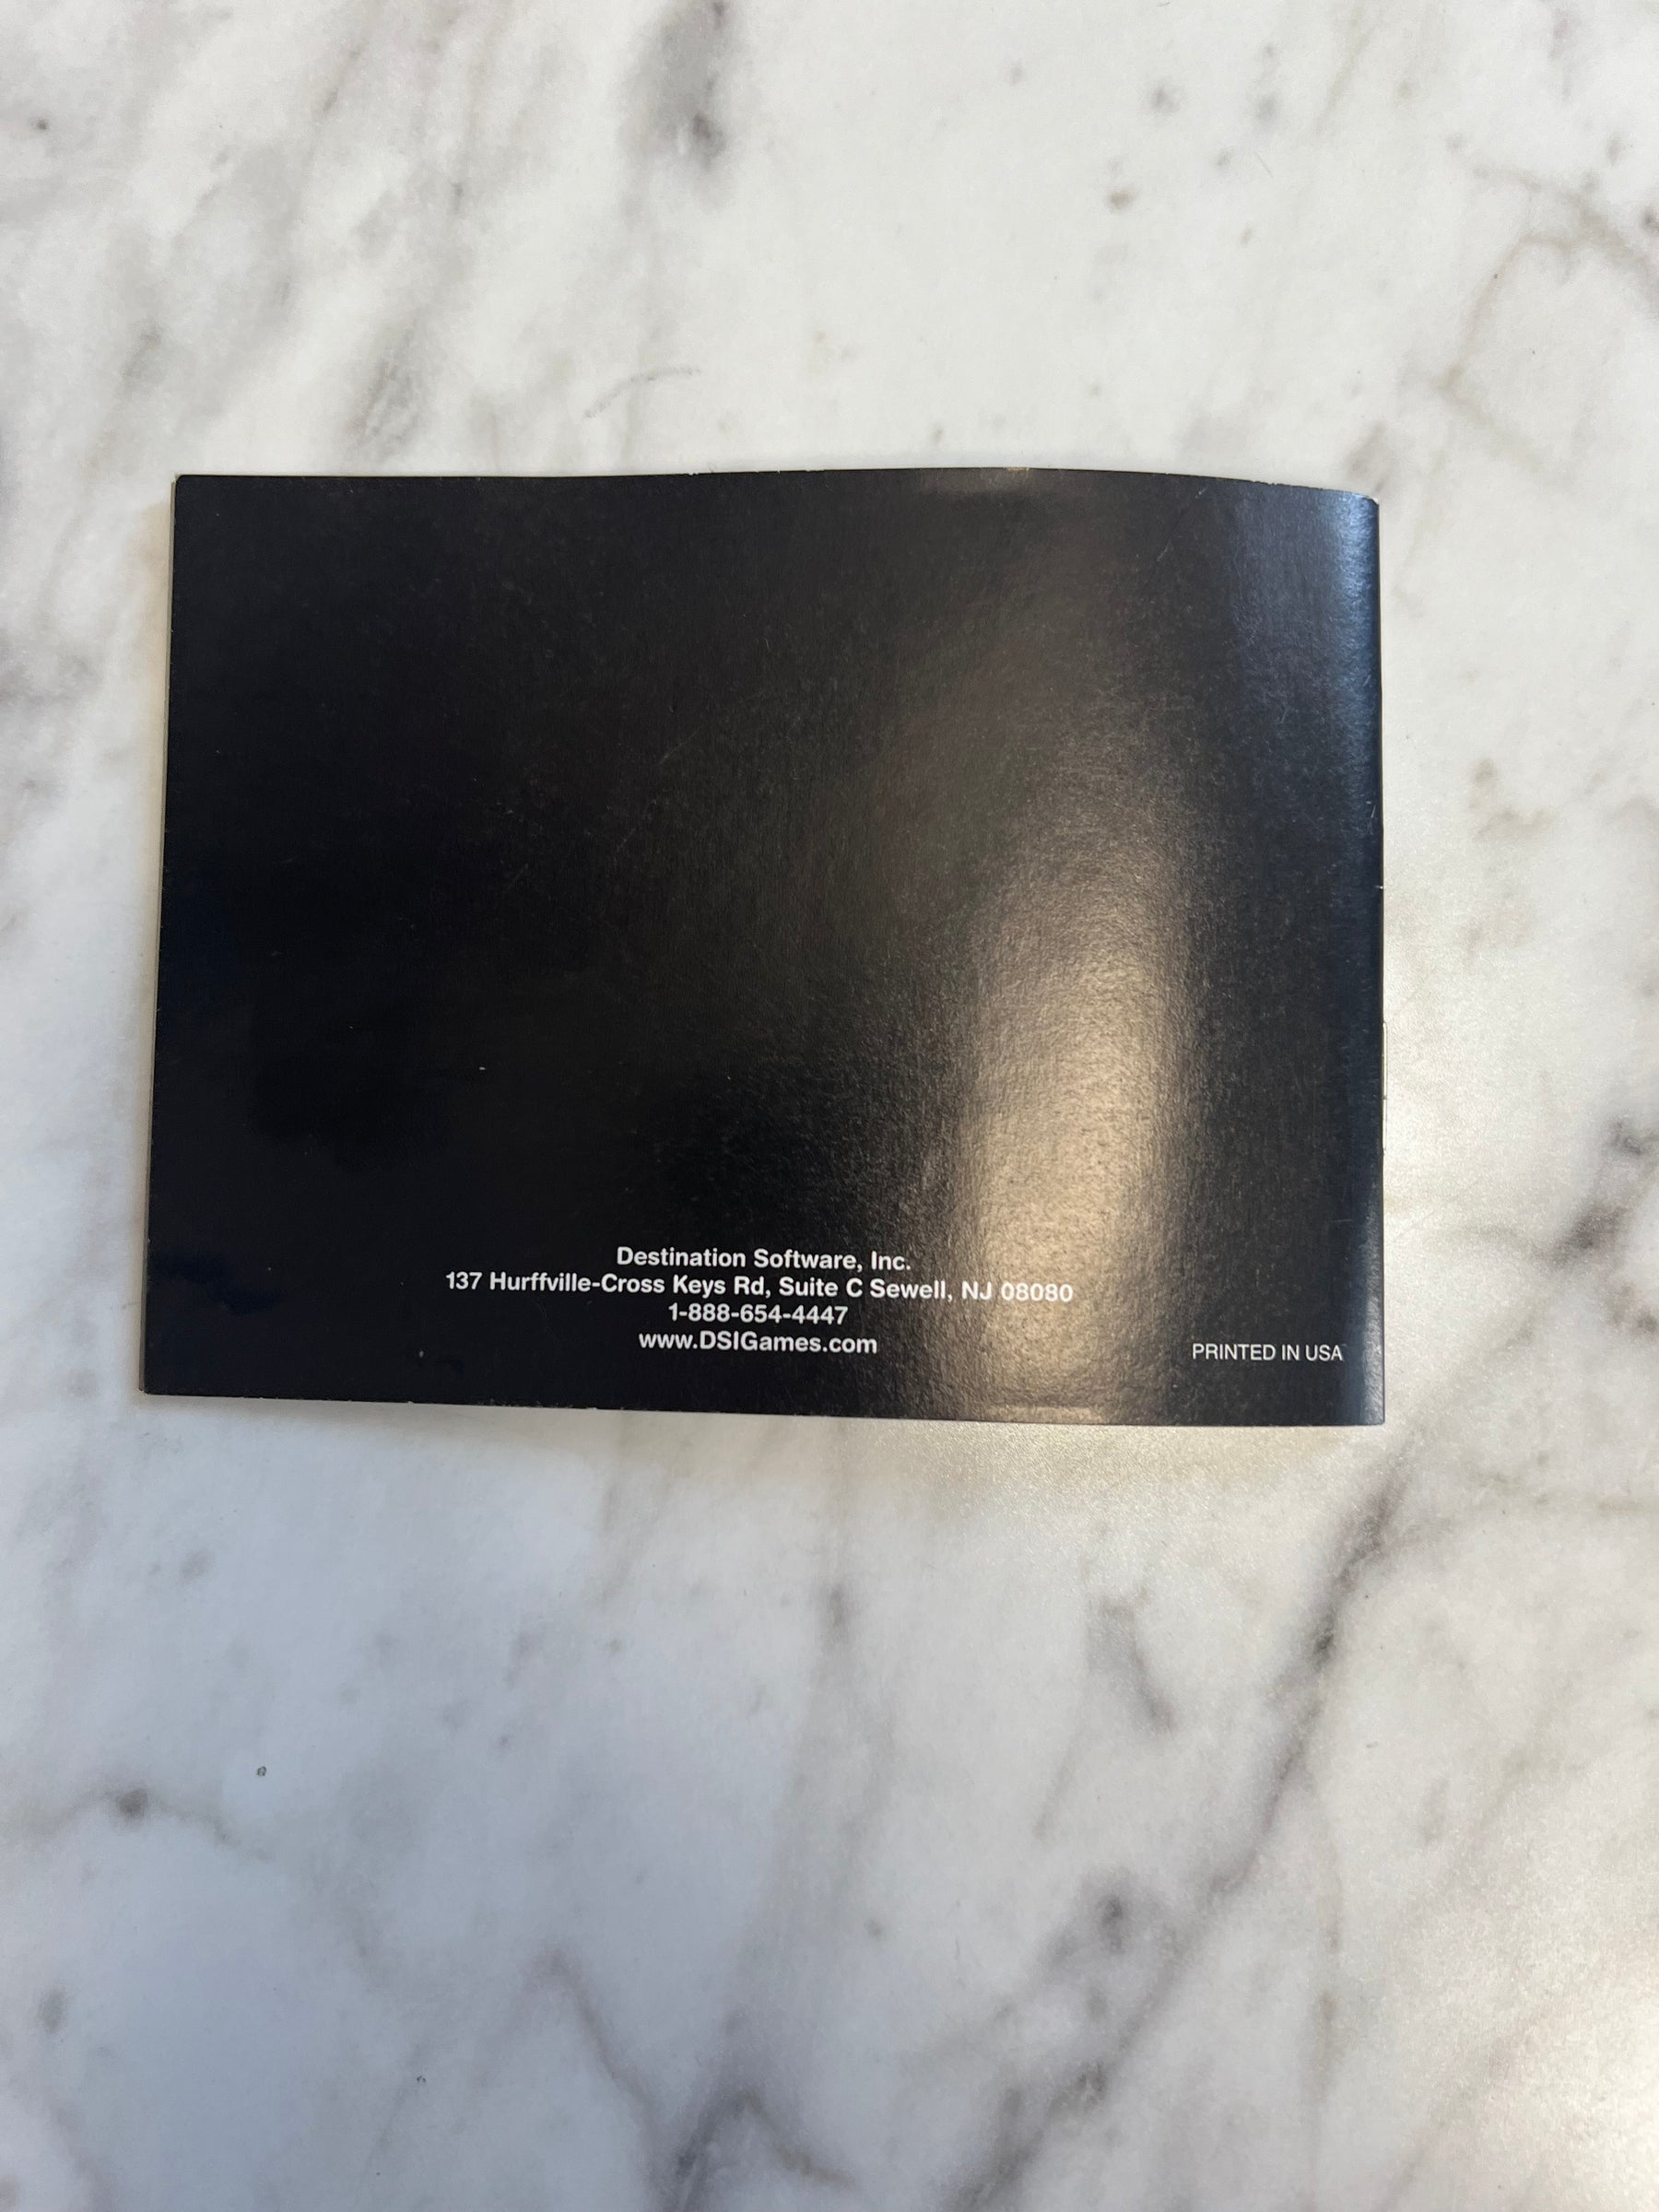 Destination Software, Inc.
137 Hurffville-Cross Keys Rd, Suite C Sewell, NJ 08080
1-888-654-4447
www.DSIGames.com
PRINTED IN USA